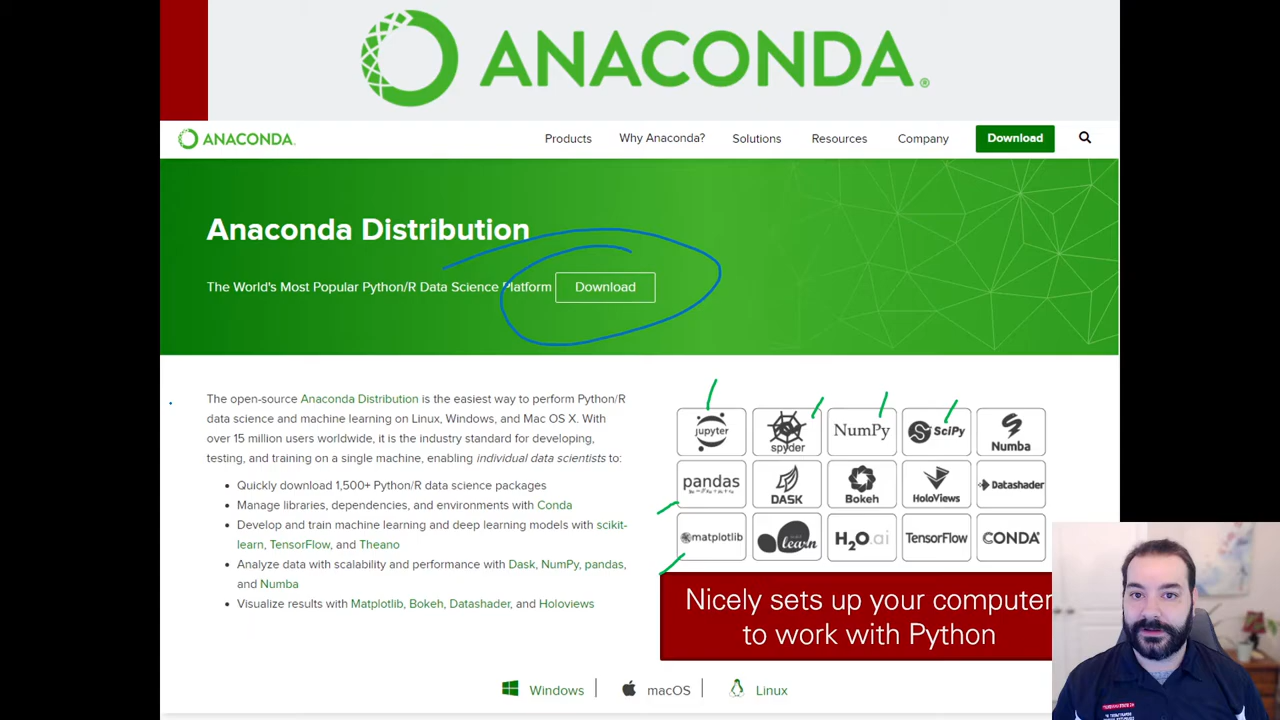 ANACONDA®
ANACONDA.
Products Why Anaconda? Solutions Resources Company Download
Anaconda Distribution
The World's Most Popular Python/R Data Science Platform Download
The open-source Anaconda Distribution is the easiest way to perform Python/R
data science and machine learning on Linux, Windows, and Mac OS X. With
over 15 million users worldwide, it is the industry standard for developing,
testing, and training on a single machine, enabling individual data scientists to:
• Quickly download 1,500+ Python/R data science packages
• Manage libraries, dependencies, and environments with Conda
• Develop and train machine learning and deep learning models with scikit-
learn, TensorFlow, and Theano
• Analyze data with scalability and performance with Dask, NumPy, pandas,
and Numba
• Visualize results with Matplotlib, Bokeh, Datashader, and Holoviews
jupyter spyder NumPy SciPy Numba
pandas DASK Bokeh HoloViews Datashader
matplotlib learn H2O.ai TensorFlow CONDA
Nicely sets up your computer
to work with Python
Windows macOS Linux